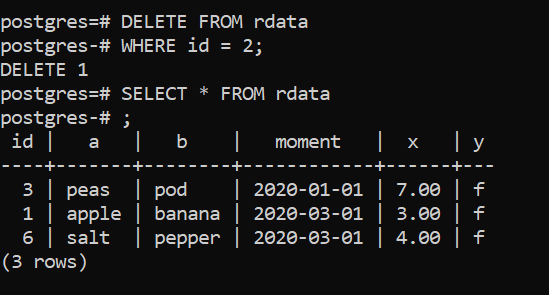 postgres=# DELETE FROM rdata
postgres-# WHERE id = 2;
DELETE 1
postgres=# SELECT * FROM rdata
postgres-# ;
 id |   a   |   b    |   moment   |  x   | y
----+-------+--------+------------+------+---
  3 | peas  | pod    | 2020-01-01 | 7.00 | f
  1 | apple | banana | 2020-03-01 | 3.00 | f
  6 | salt  | pepper | 2020-03-01 | 4.00 | f
(3 rows)